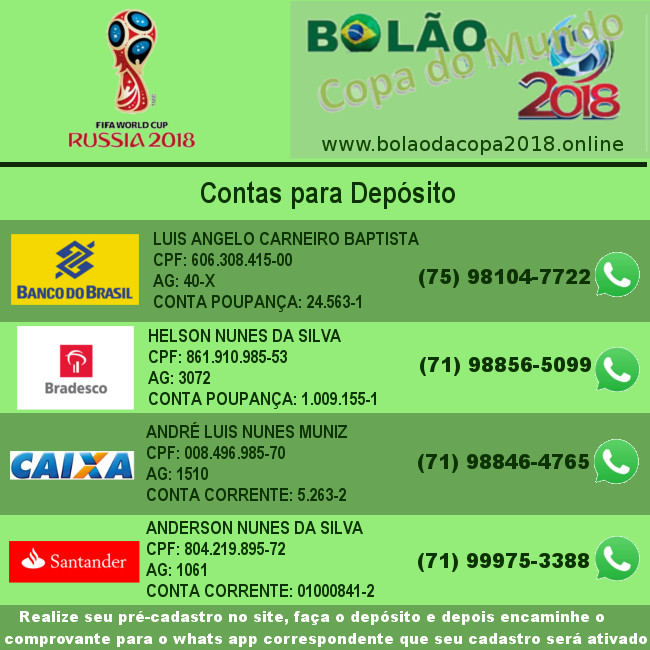 BOLÃO
Copa do Mundo
FIFA WORLD CUP
RUSSIA 2018
2018
www.bolaodacopa2018.online
Contas para Depósito
BANCO DO BRASIL
LUIS ANGELO CARNEIRO BAPTISTA
CPF: 606.308.415-00
AG: 40-X
CONTA POUPANÇA: 24.563-1
(75) 98104-7722
Bradesco
HELSON NUNES DA SILVA
CPF: 861.910.985-53
AG: 3072
CONTA POUPANÇA: 1.009.155-1
(71) 98856-5099
CAIXA
ANDRÉ LUIS NUNES MUNIZ
CPF: 008.496.985-70
AG: 1510
CONTA CORRENTE: 5.263-2
(71) 98846-4765
Santander
ANDERSON NUNES DA SILVA
CPF: 804.219.895-72
AG: 1061
CONTA CORRENTE: 01000841-2
(71) 99975-3388
Realize seu pré-cadastro no site, faça o depósito e depois encaminhe o
comprovante para o whats app correspondente que seu cadastro será ativado